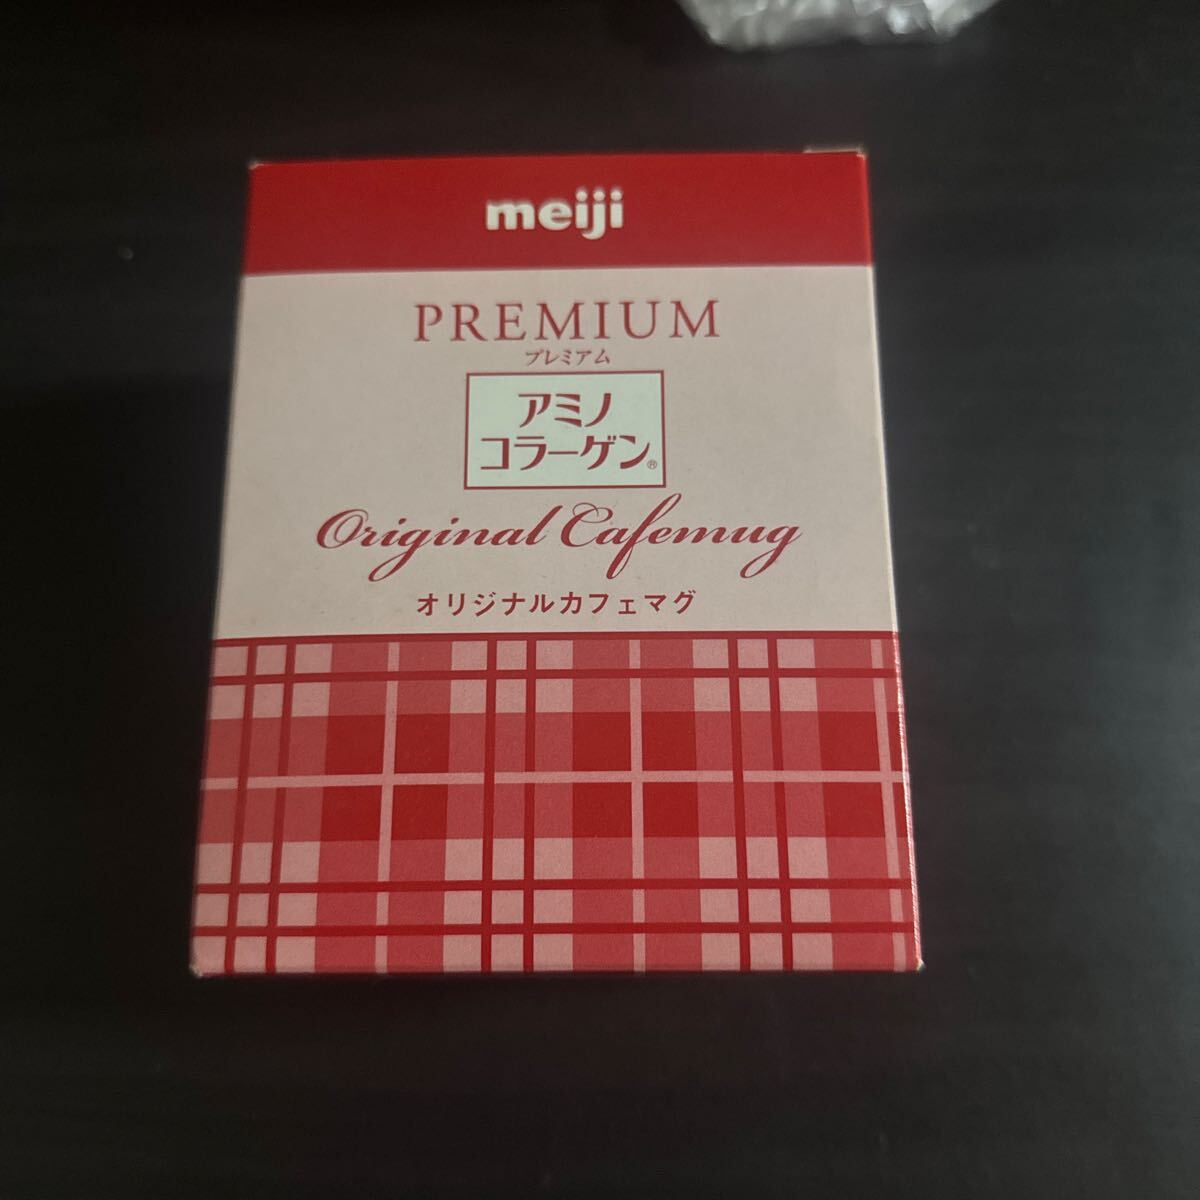 meiji
PREMIUM
プレミアム
アミノ
コラーゲン®
Original Cafemug
オリジナルカフェマグ